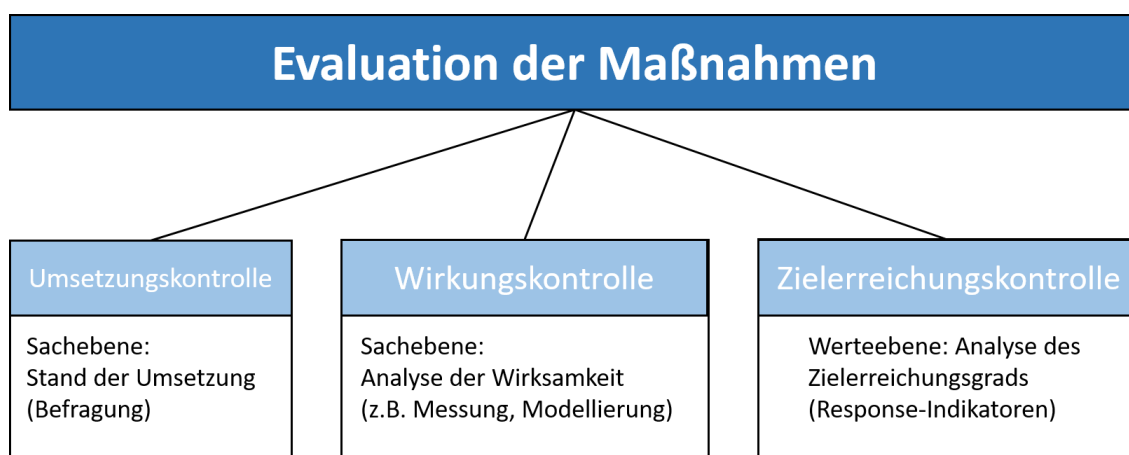 Evaluation der Maßnahmen
Umsetzungskontrolle
Sachebene:
Stand der Umsetzung
(Befragung)
Wirkungskontrolle
Sachebene:
Analyse der Wirksamkeit
(z.B. Messung, Modellierung)
Zielerreichungskontrolle
Werteebene: Analyse des
Zielerreichungsgrads
(Response-Indikatoren)